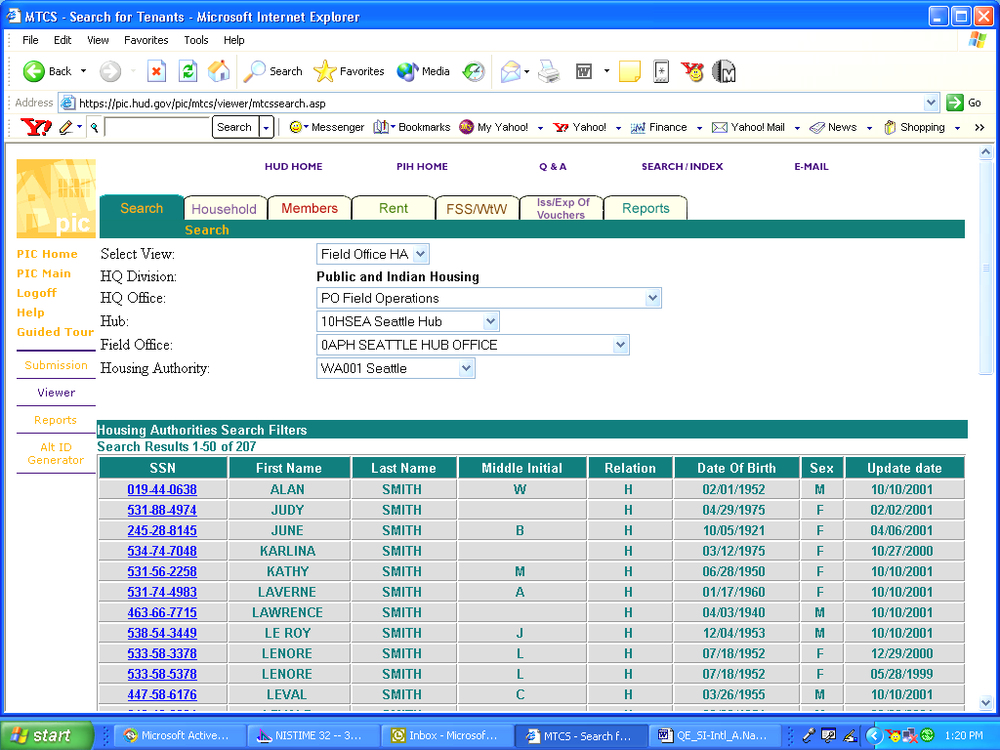 MTCS - Search for Tenants - Microsoft Internet Explorer
File Edit View Favorites Tools Help
Back Search Favorites Media
Address https://pic.hud.gov/pic/mtcs/viewer/mtcssearch.asp Go
Y! Search Messenger Bookmarks My Yahoo! Yahoo! Finance Yahoo! Mail News Shopping »
HUD HOME PIH HOME Q & A SEARCH / INDEX E-MAIL
pic
Search Household Members Rent FSS/WtW Iss/Exp Of Vouchers Reports
Search
PIC Home
PIC Main
Logoff
Help
Guided Tour
Submission
Viewer
Reports
Alt ID
Generator
Select View: Field Office HA
HQ Division: Public and Indian Housing
HQ Office: PO Field Operations
Hub: 10HSEA Seattle Hub
Field Office: 0APH SEATTLE HUB OFFICE
Housing Authority: WA001 Seattle
Housing Authorities Search Filters
Search Results 1-50 of 207
SSN First Name Last Name Middle Initial Relation Date Of Birth Sex Update date
019-44-0638 ALAN SMITH W H 02/01/1952 M 10/10/2001
531-88-4974 JUDY SMITH H 04/29/1975 F 02/02/2001
245-28-8145 JUNE SMITH B H 10/05/1921 F 04/06/2001
534-74-7048 KARLINA SMITH H 03/12/1975 F 10/27/2000
531-56-2258 KATHY SMITH M H 06/28/1950 F 10/10/2001
531-74-4983 LAVERNE SMITH A H 01/17/1960 F 10/10/2001
463-66-7715 LAWRENCE SMITH H 04/03/1940 M 10/10/2001
538-54-3449 LE ROY SMITH J H 12/04/1953 M 10/10/2001
533-58-3378 LENORE SMITH L H 07/18/1952 F 12/29/2000
533-58-5378 LENORE SMITH L H 07/18/1952 F 05/28/1999
447-58-6176 LEVAL SMITH C H 03/26/1955 M 10/10/2001
start Microsoft Active... NISTIME 32 -- 3... Inbox - Microsof... MTCS - Search f... QE_SI-Intl_A.Na... 1:20 PM